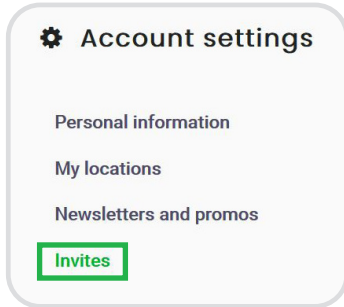 Account settings
Personal information
My locations
Newsletters and promos
Invites